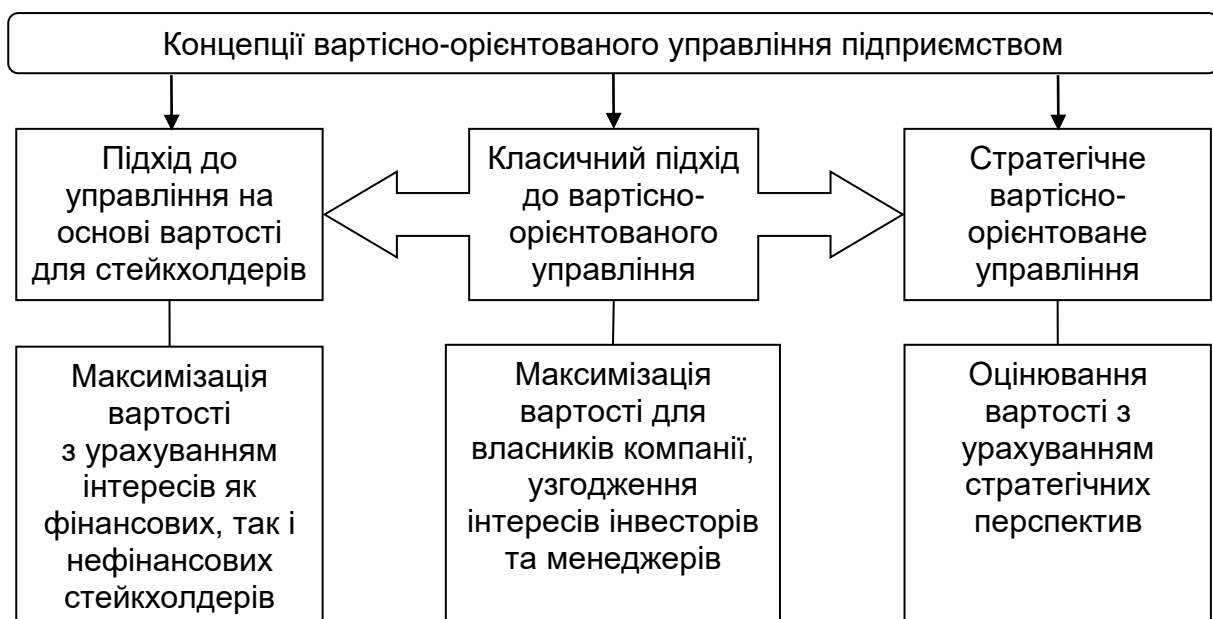 Концепції вартісно-орієнтованого управління підприємством
Підхід до
управління на
основі вартості
для стейкхолдерів
Класичний підхід
до вартісно-
орієнтованого
управління
Стратегічне
вартісно-
орієнтоване
управління
Максимізація
вартості
з урахуванням
інтересів як
фінансових, так і
нефінансових
стейкхолдерів
Максимізація
вартості для
власників компанії,
узгодження
інтересів інвесторів
та менеджерів
Оцінювання
вартості з
урахуванням
стратегічних
перспектив